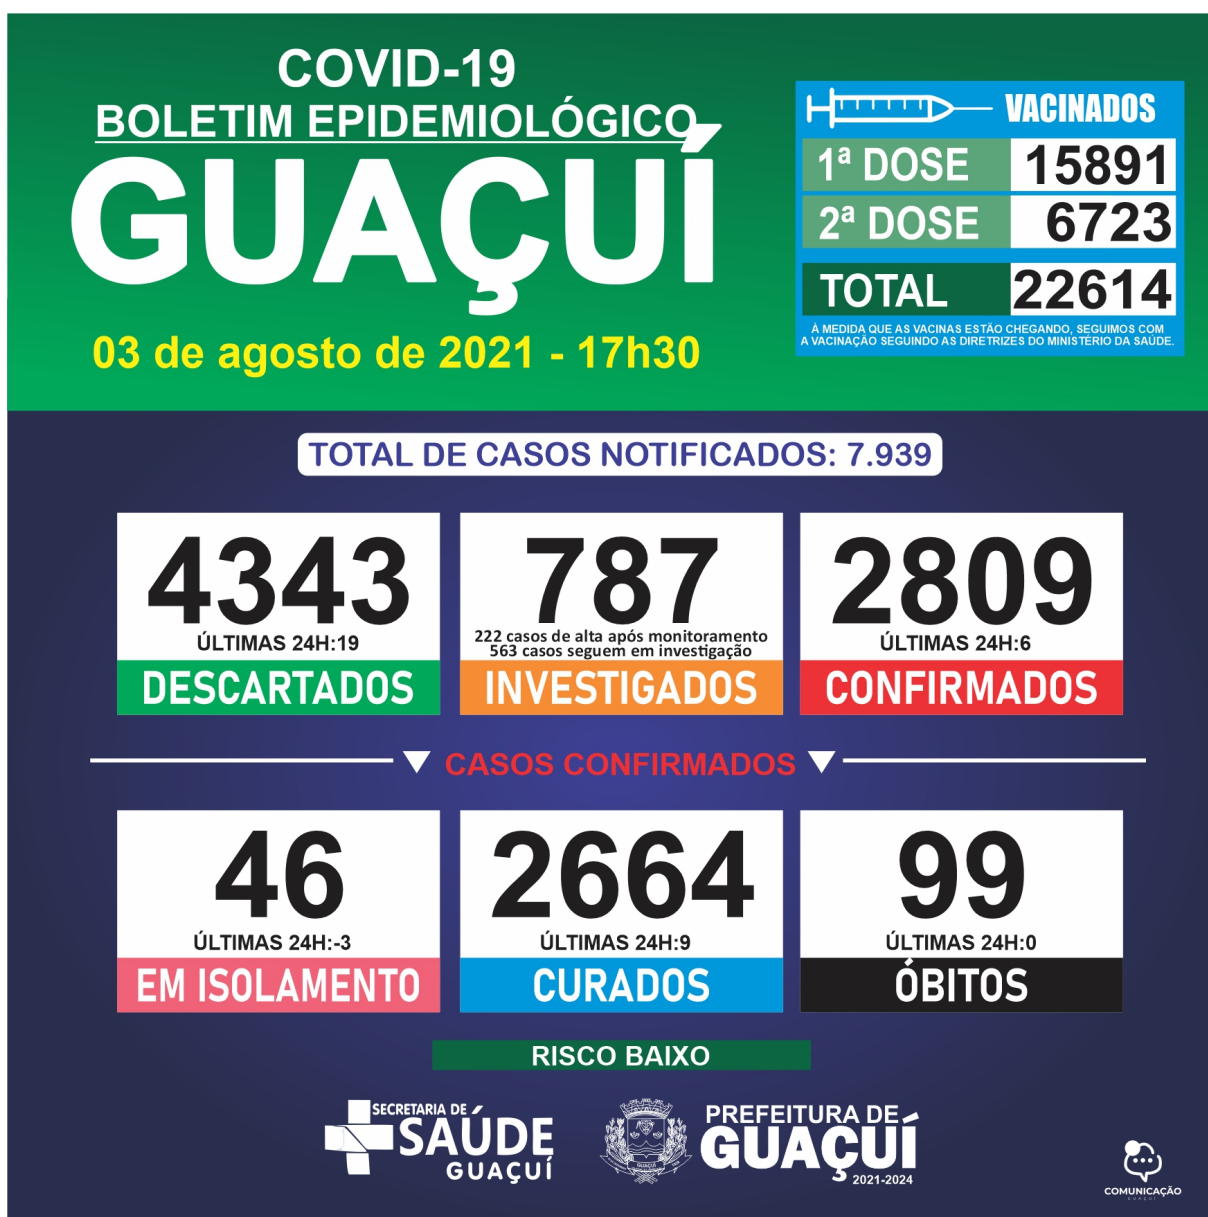 COVID-19
BOLETIM EPIDEMIOLÓGICO
GUAÇUÍ
03 de agosto de 2021 - 17h30
VACINADOS
1ª DOSE 15891
2ª DOSE 6723
TOTAL 22614
À MEDIDA QUE AS VACINAS ESTÃO CHEGANDO, SEGUIMOS COM
A VACINAÇÃO SEGUINDO AS DIRETRIZES DO MINISTÉRIO DA SAÚDE.
TOTAL DE CASOS NOTIFICADOS: 7.939
4343
ÚLTIMAS 24H:19
DESCARTADOS
787
222 casos de alta após monitoramento
563 casos seguem em investigação
INVESTIGADOS
2809
ÚLTIMAS 24H:6
CONFIRMADOS
CASOS CONFIRMADOS
46
ÚLTIMAS 24H:-3
EM ISOLAMENTO
2664
ÚLTIMAS 24H:9
CURADOS
99
ÚLTIMAS 24H:0
ÓBITOS
RISCO BAIXO
SECRETARIA DE
SAÚDE
GUAÇUÍ
GUAÇUÍ
PREFEITURA DE
GUAÇUÍ
2021-2024
COMUNICAÇÃO
GUAÇUÍ